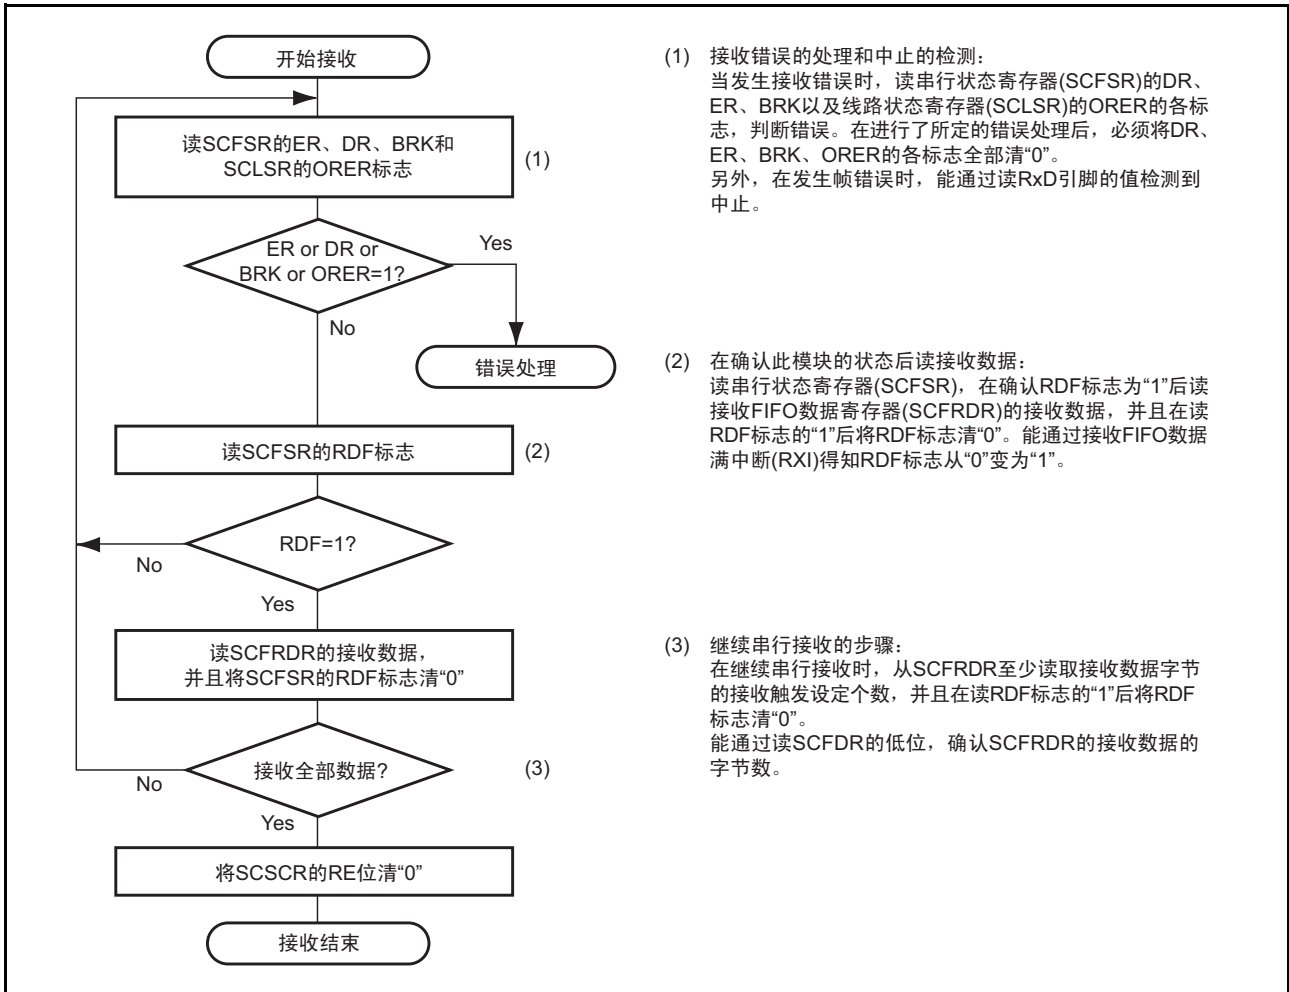 开始接收
读SCFSR的ER、DR、BRK和
SCLSR的ORER标志
(1)
ER or DR or
BRK or ORER=1?
Yes
No
错误处理
读SCFSR的RDF标志
(2)
RDF=1?
No
Yes
读SCFRDR的接收数据,
并且将SCFSR的RDF标志清“0”
接收全部数据?
(3)
No
Yes
将SCSCR的RE位清“0”
接收结束
(1) 接收错误的处理和中止的检测:
当发生接收错误时，读串行状态寄存器(SCFSR)的DR、
ER、BRK以及线路状态寄存器(SCLSR)的ORER的各标
志，判断错误。在进行了所定的错误处理后，必须将DR、
ER、BRK、ORER的各标志全部清“0”。
另外，在发生帧错误时，能通过读RxD引脚的值检测到
中止。
(2) 在确认此模块的状态后读接收数据:
读串行状态寄存器(SCFSR)，在确认RDF标志为“1”后读
接收FIFO数据寄存器(SCFRDR)的接收数据，并且在读
RDF标志的“1”后将RDF标志清“0”。能通过接收FIFO数据
满中断(RXI)得知RDF标志从“0”变为“1”。
(3) 继续串行接收的步骤:
在继续串行接收时，从SCFRDR至少读取接收数据字节
的接收触发设定个数，并且在读RDF标志的“1”后将RDF
标志清“0”。
能通过读SCFDR的低位，确认SCFRDR的接收数据的
字节数。